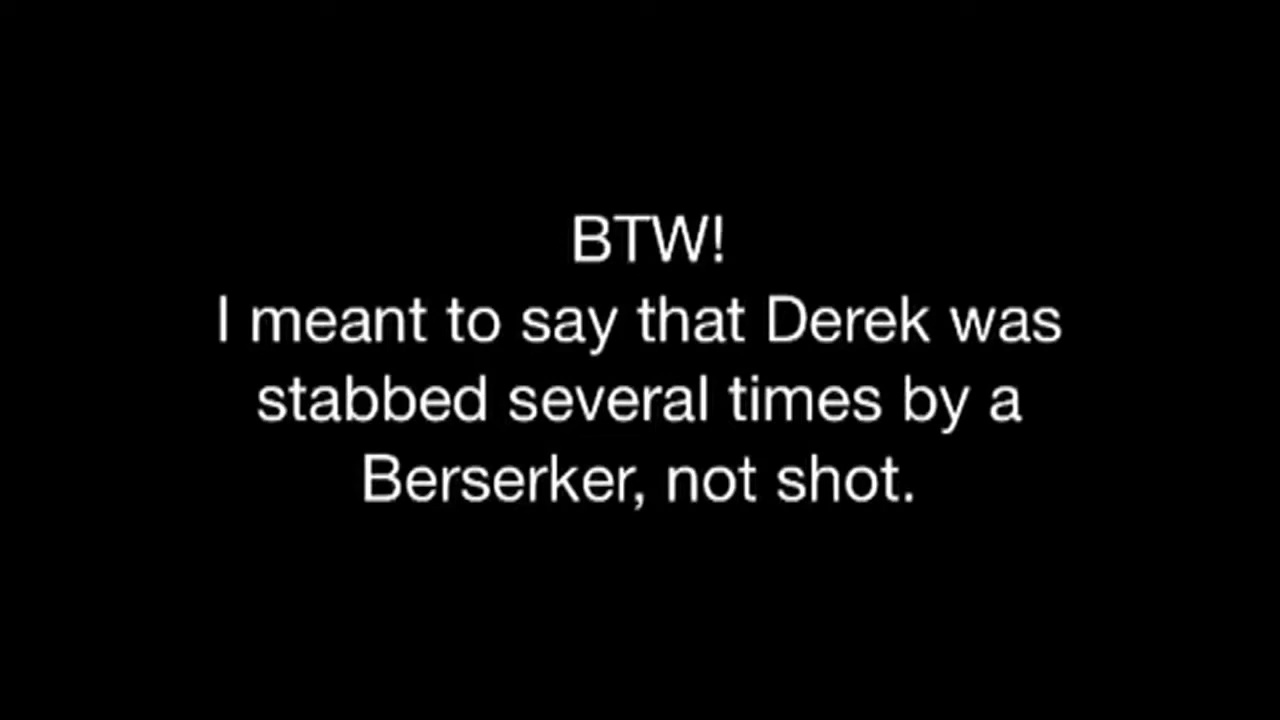 BTW!
I meant to say that Derek was
stabbed several times by a
Berserker, not shot.